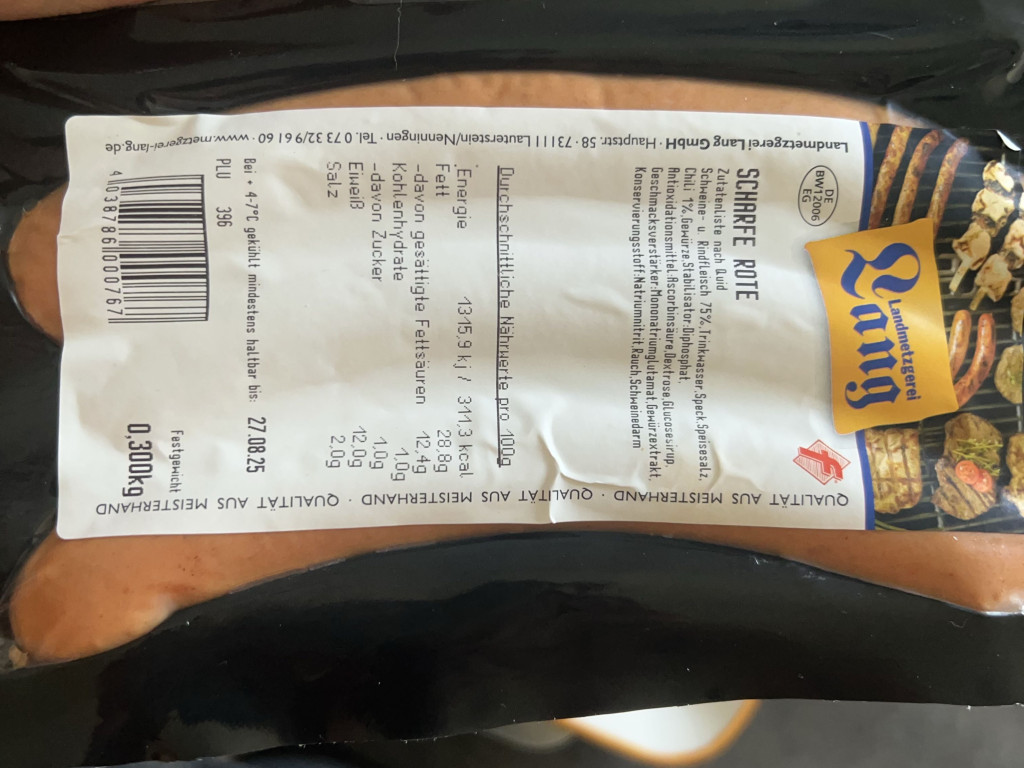 Landmetzgerei
Lang
DE
BW12006
EG
SCHARFE ROTE
Zutatenliste nach Quid
Schweine- u. Rindfleisch 75%,Trinkwasser,Speck,Speisesalz,
Chili 1%,Gewürze,Stabilisator:Diphosphat,
Antioxidationsmittel:Ascorbinsäure,Dextrose,Glucosesirup,
Geschmacksverstärker:Mononatriumglutamat,Gewürzextrakt,
Konservierungsstoff:Natriumnitrit,Rauch,Schweinedarm
Durchschnittliche Nährwerte pro 100g
Energie 1315,9 kj / 311,3 kcal
Fett 28,8g
-davon gesättigte Fettsäuren 12,4g
Kohlenhydrate 1,0g
-davon Zucker 1,0g
Eiweiß 12,0g
Salz 2,0g
Bei + 4-7°C gekühlt mindestens haltbar bis: 27.08.25
PLU 396
Festgewicht
0,300kg
4 038786 000767
Landmetzgerei Lang GmbH · Hauptstr. 58 · 73111 Lauterstein/Nenningen · Tel. 0 73 32/9 61 60 · www.metzgerei-lang.de
QUALITÄT AUS MEISTERHAND · QUALITÄT AUS MEISTERHAND · QUALITÄT AUS MEISTERHAND